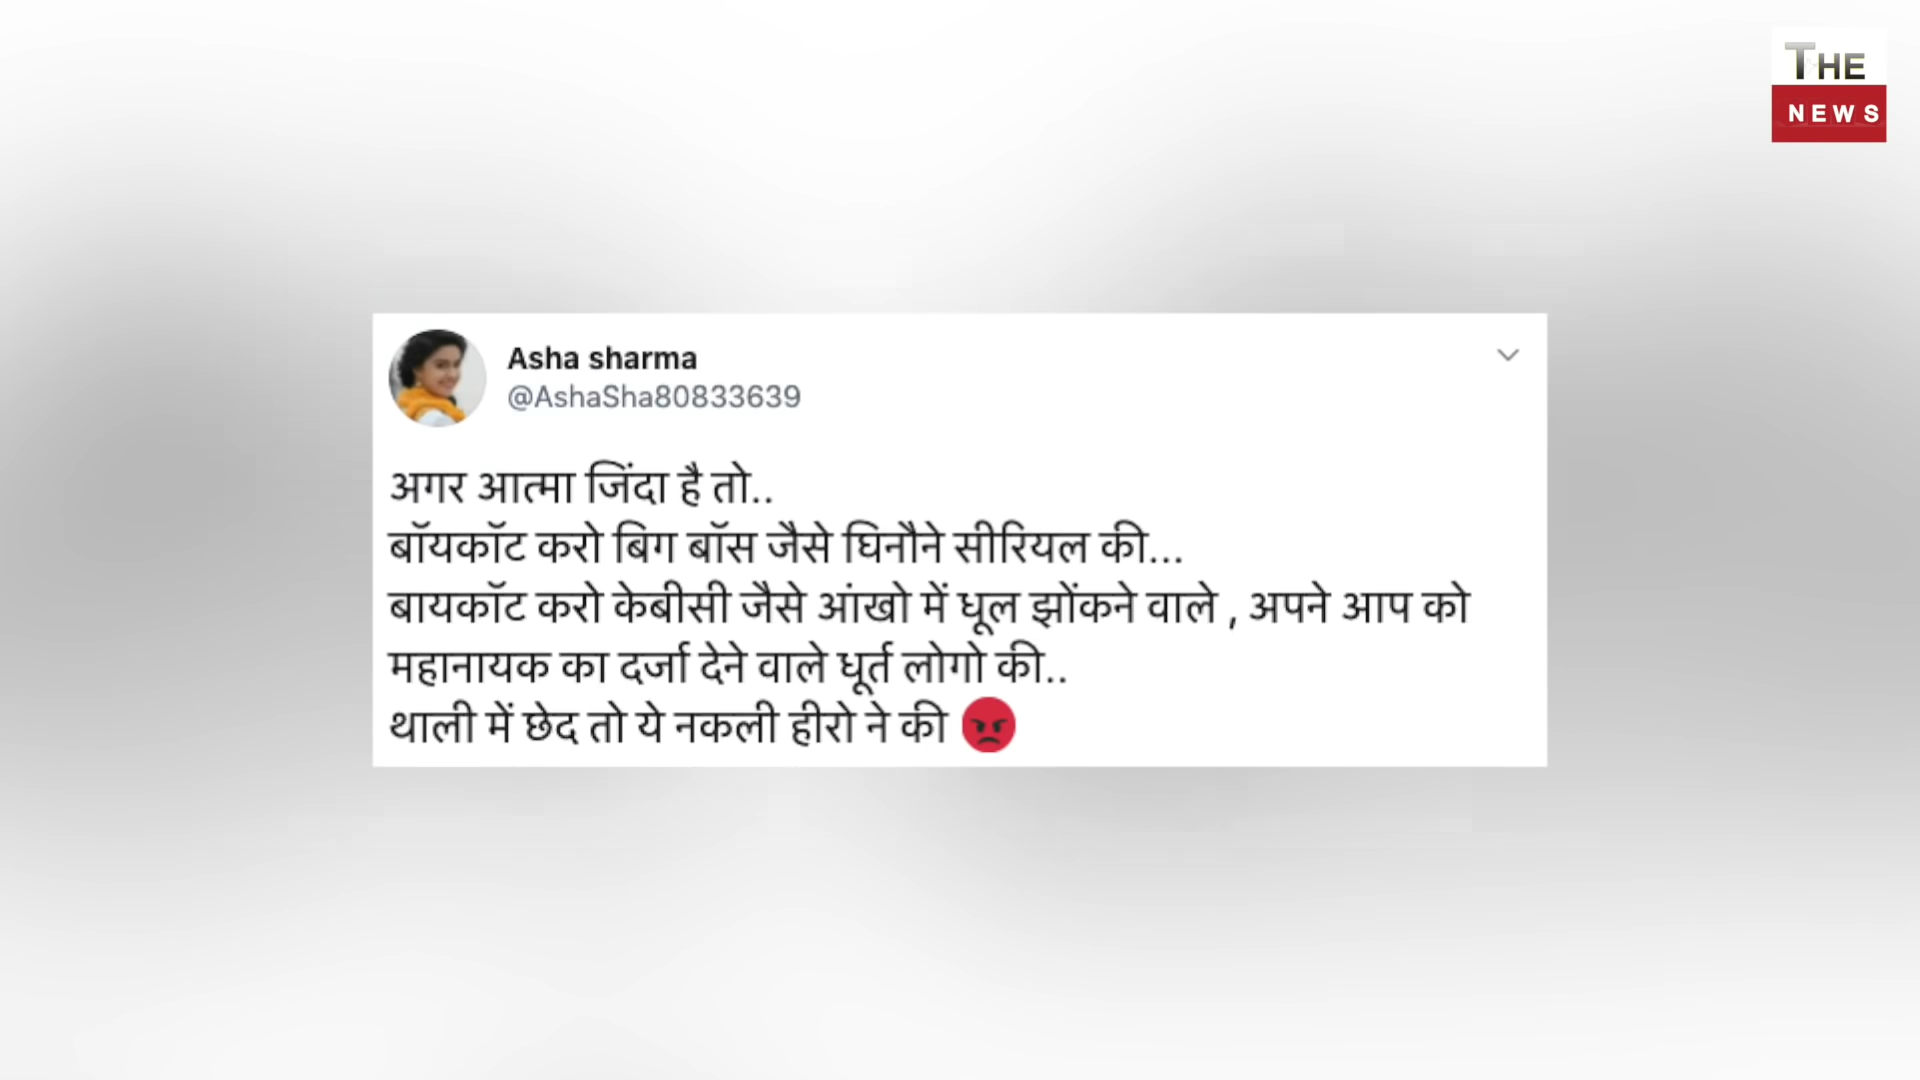 THE
NEWS
Asha sharma
@AshaSha80833639
अगर आत्मा जिंदा है तो..
बॉयकॉट करो बिग बॉस जैसे घिनौने सीरियल की...
बायकॉट करो केबीसी जैसे आंखो में धूल झोंकने वाले , अपने आप को
महानायक का दर्जा देने वाले धूर्त लोगो की..
थाली में छेद तो ये नकली हीरो ने की 😡